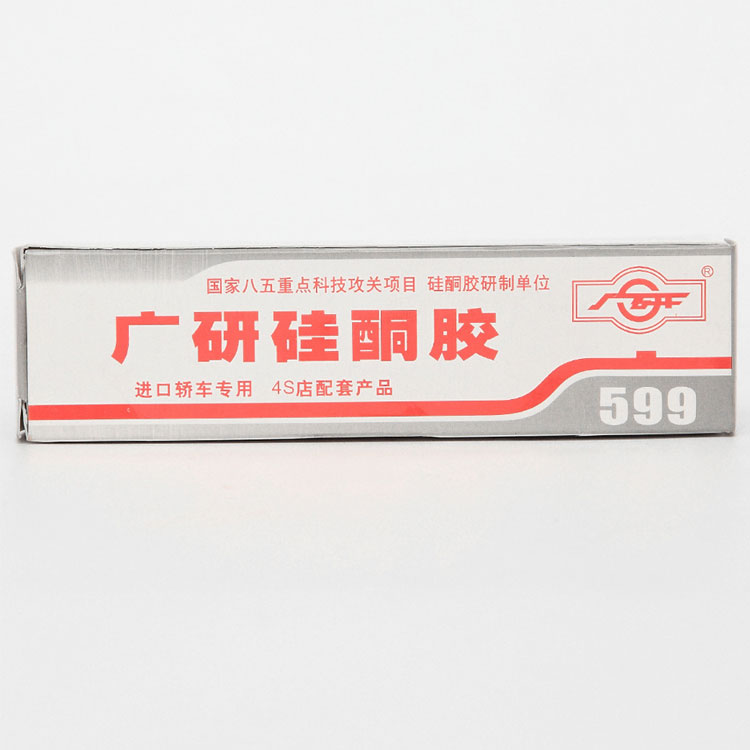 国家八五重点科技攻关项目 硅酮胶研制单位
广研硅酮胶
进口轿车专用 4S店配套产品
®
599